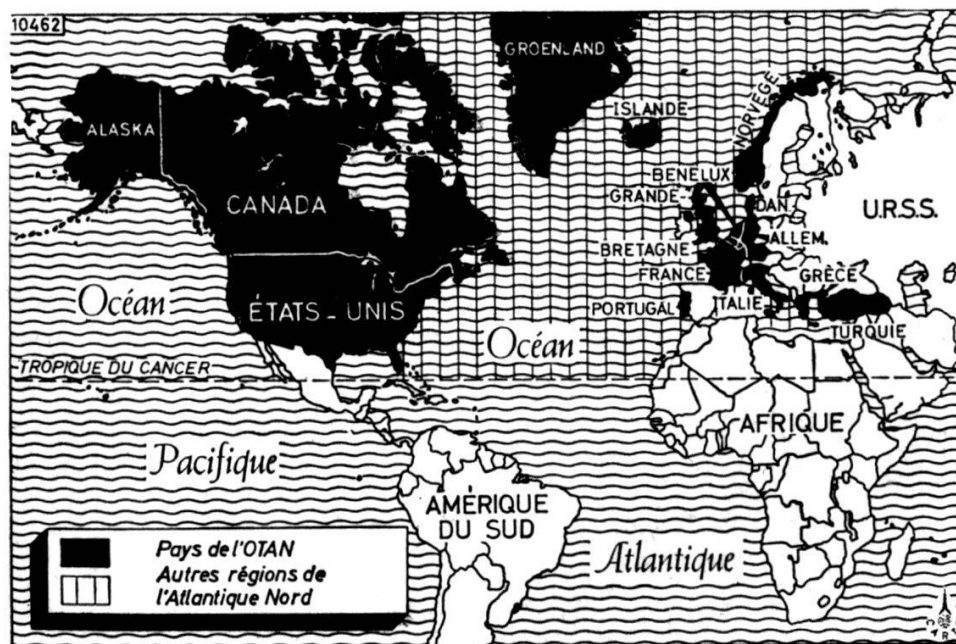 10462
GROENLAND
ALASKA
ISLANDE
NORVÈGE
CANADA
BENELUX
GRANDE-
BRETAGNE
DAN.
ALLEM.
U.R.S.S.
FRANCE
GRÈCE
ÉTATS-UNIS
PORTUGAL
ITALIE
TURQUIE
Océan
Océan
TROPIQUE DU CANCER
AFRIQUE
Pacifique
AMÉRIQUE
DU SUD
Atlantique
Pays de l'OTAN
Autres régions de
l'Atlantique Nord